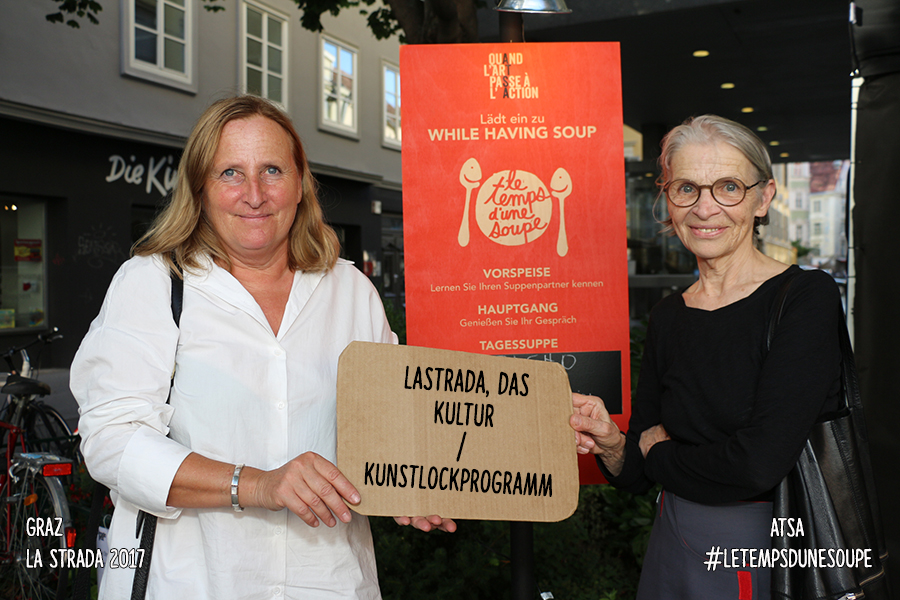 Die Ki
QUAND
L'ART
PASSE À
L'ACTION
Lädt ein zu
WHILE HAVING SOUP
le
temps
d'une
soupe
VORSPEISE
Lernen Sie Ihren Suppenpartner kennen
HAUPTGANG
Genießen Sie Ihr Gespräch
TAGESSUPPE
LASTRADA, DAS
KULTUR
/
KUNSTLOCKPROGRAMM
GRAZ
LA STRADA 2017
ATSA
#LETEMPSDUNESOUPE